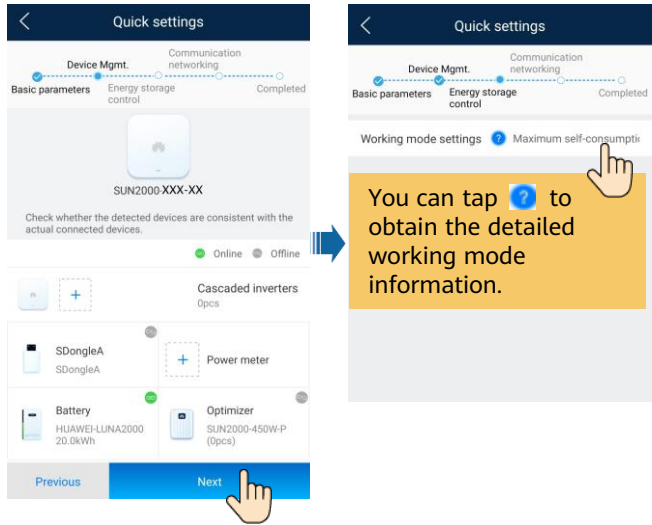 Quick settings
Device Mgmt.
Communication
networking
Basic parameters
Energy storage
control
Completed
SUN2000-XXX-XX
Check whether the detected devices are consistent with the
actual connected devices.
Online
Offline
Cascaded inverters
0pcs
SDongleA
SDongleA
+ Power meter
Battery
HUAWEI-LUNA2000
20.0kWh
Optimizer
SUN2000-450W-P
(0pcs)
Previous
Next
Quick settings
Device Mgmt.
Communication
networking
Basic parameters
Energy storage
control
Completed
Working mode settings ? Maximum self-consumptic
You can tap ? to
obtain the detailed
working mode
information.